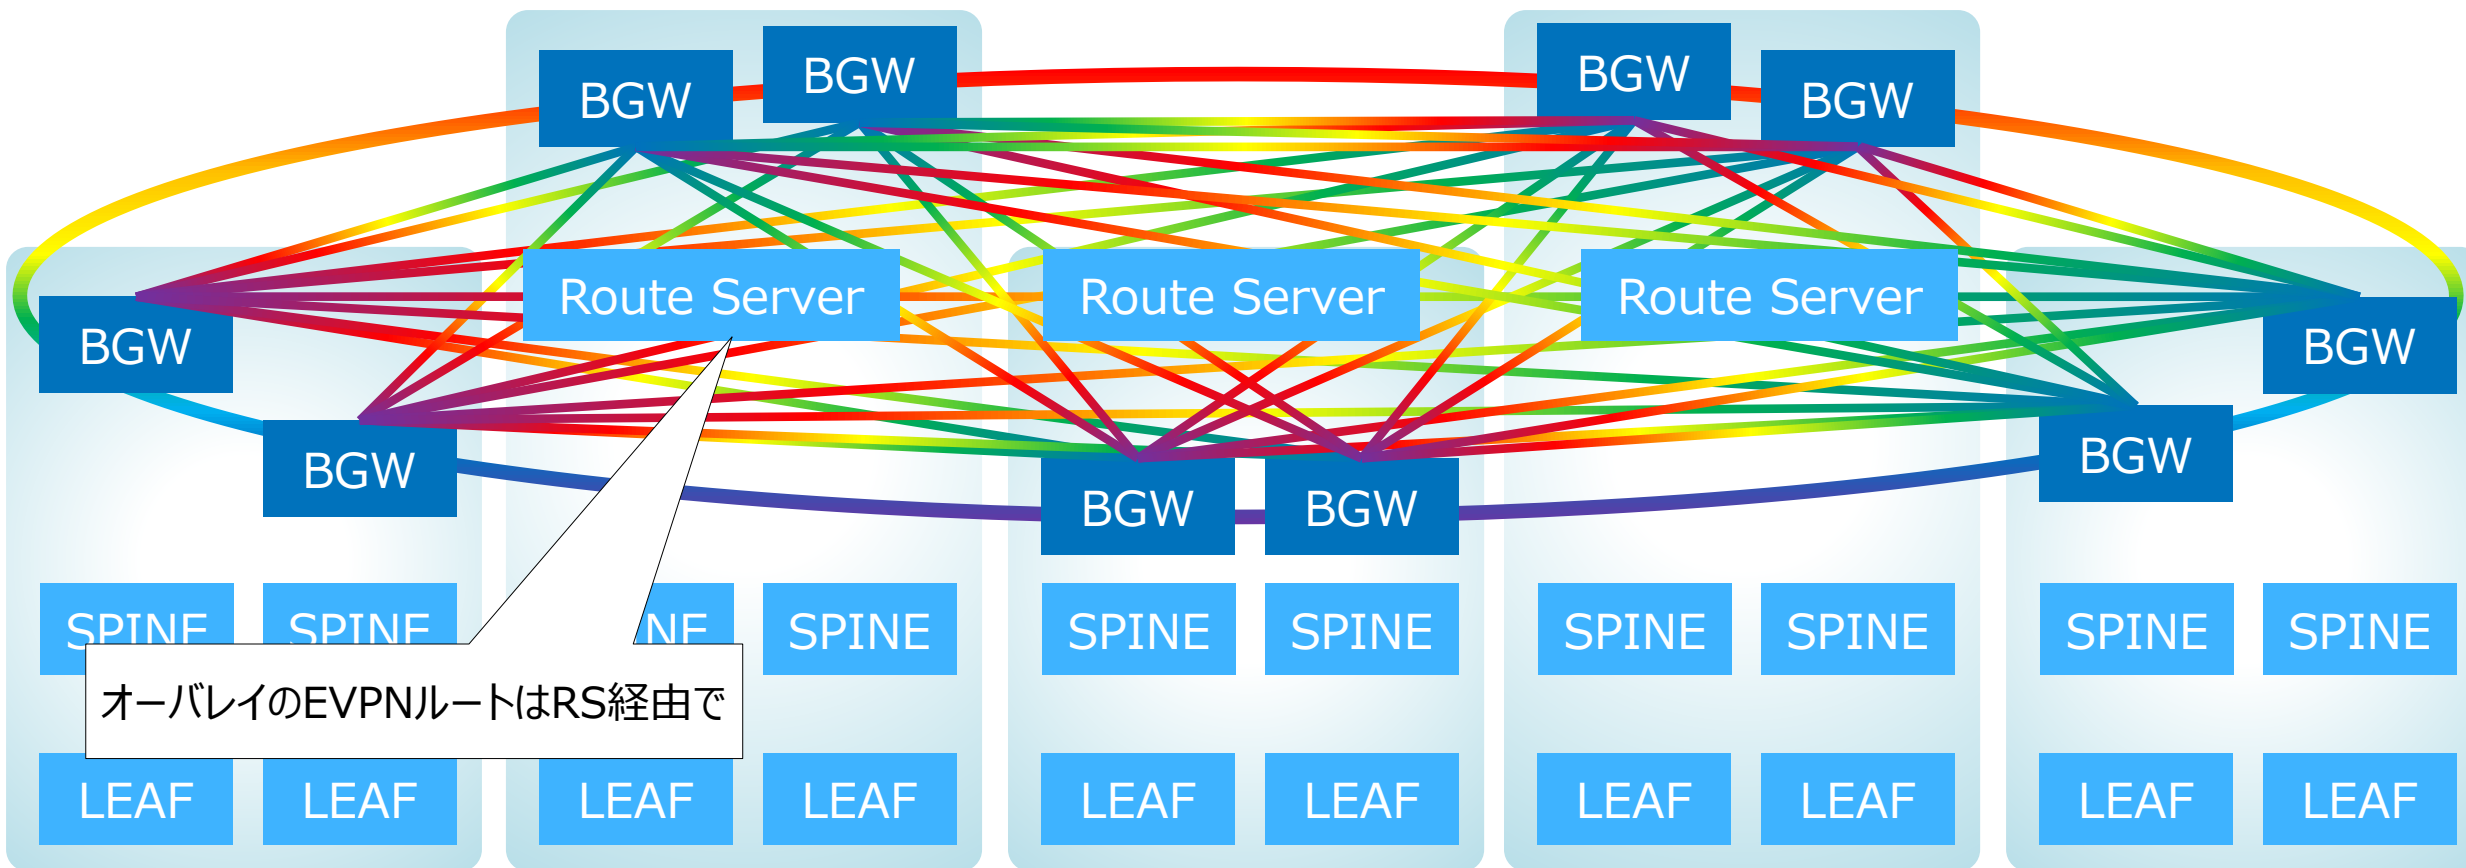 BGW
BGW
BGW
BGW
Route Server
Route Server
Route Server
BGW
BGW
BGW
BGW
BGW
BGW
SPINE
SPINE
NE
SPINE
SPINE
SPINE
SPINE
SPINE
SPINE
SPINE
オーバレイのEVPNルートはRS経由で
LEAF
LEAF
LEAF
LEAF
LEAF
LEAF
LEAF
LEAF
LEAF
LEAF